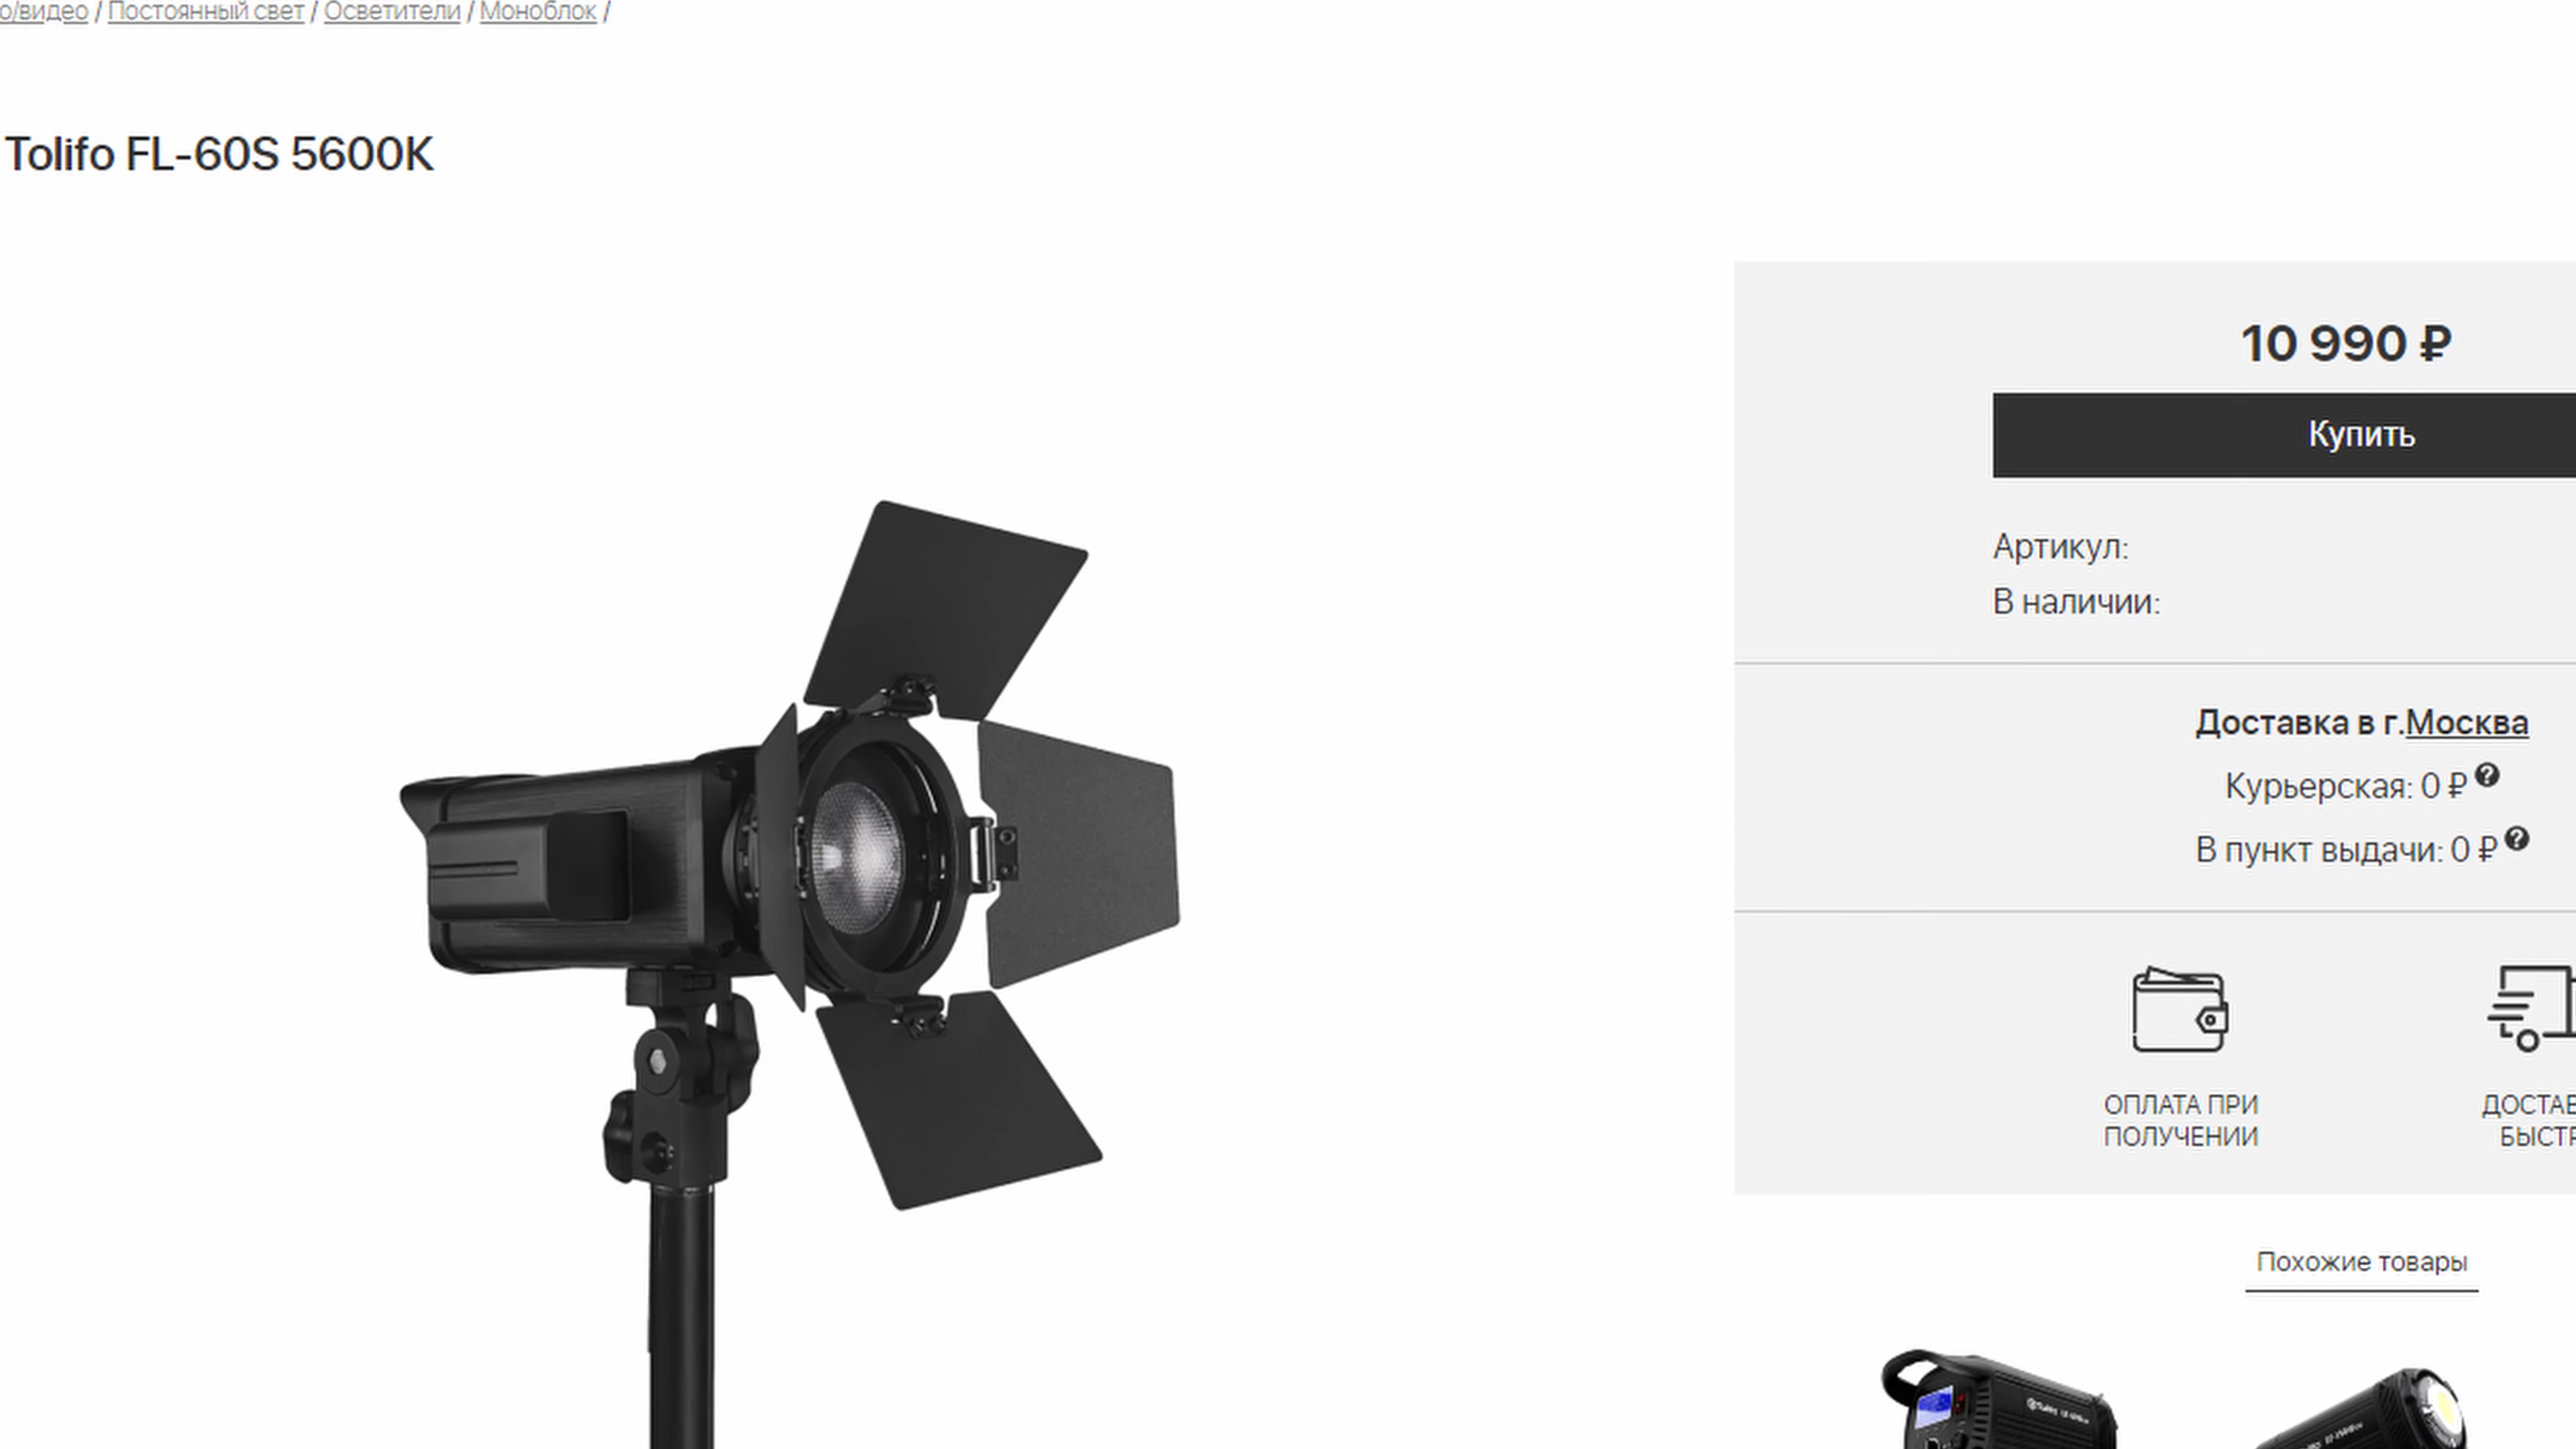 о/видео / Постоянный свет / Осветители / Моноблок /
Tolifo FL-60S 5600K
10 990 ₽
Купить
Артикул:
В наличии:
Доставка в г.Москва
Курьерская: 0 ₽ ?
В пункт выдачи: 0 ₽ ?
ОПЛАТА ПРИ
ПОЛУЧЕНИИ
ДОСТАВ
БЫСТР
Похожие товары